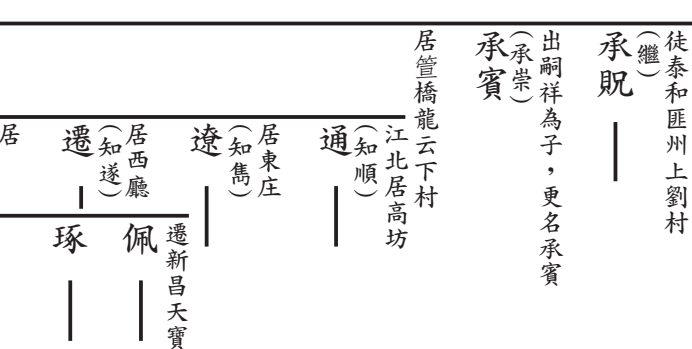 徒泰和匪州上劉村
(繼)
承貺
出嗣祥為子，更名承賓
(承崇)
承賓
居管橋龍云下村
江北居高坊
(知順)
通
居東庄
(知雋)
遼
居西廳
(知遂)
遷
居
遷新昌天寶
佩
琢